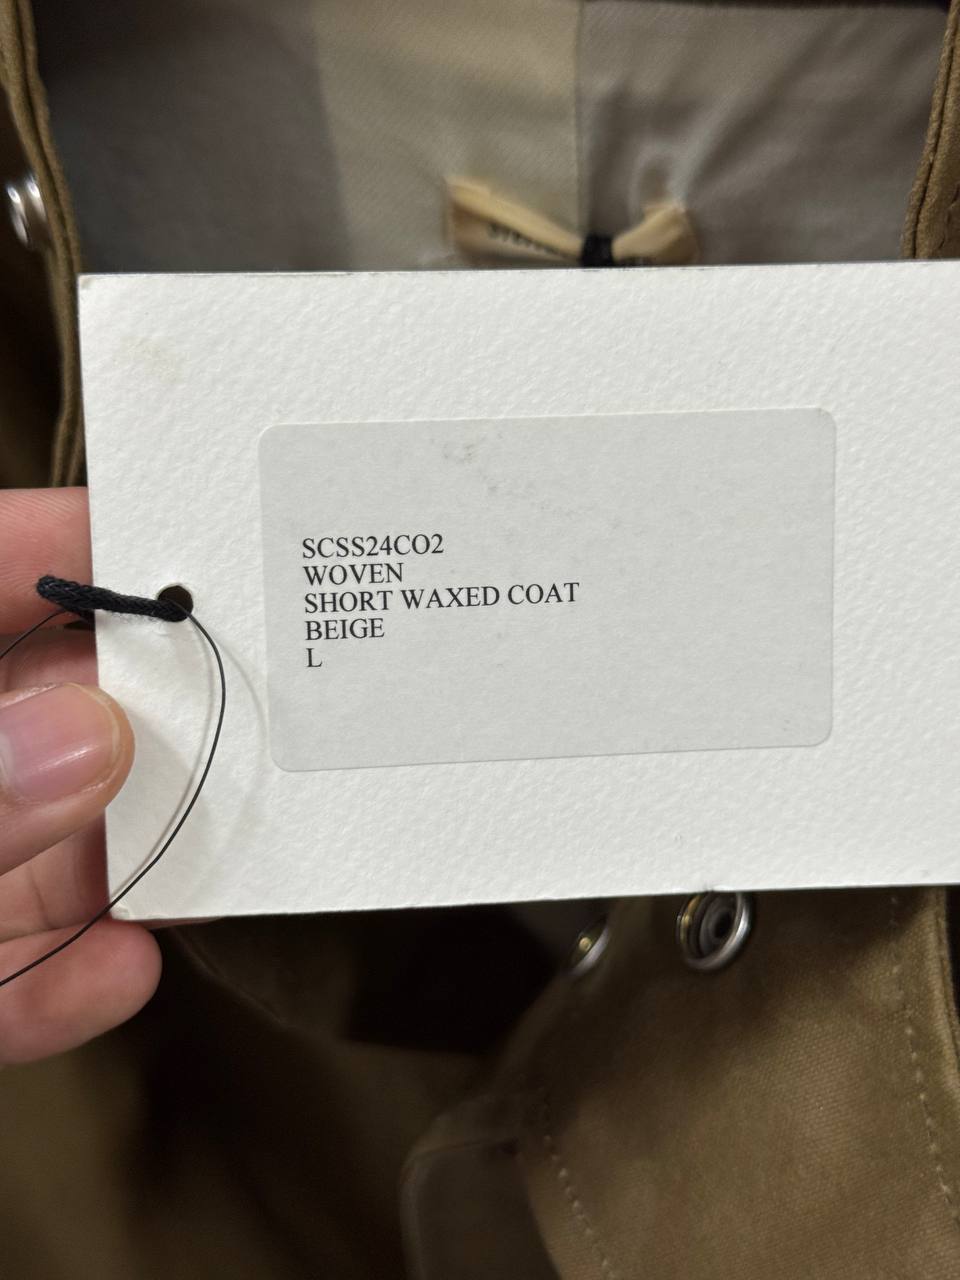 SCSS24CO2
WOVEN
SHORT WAXED COAT
BEIGE
L